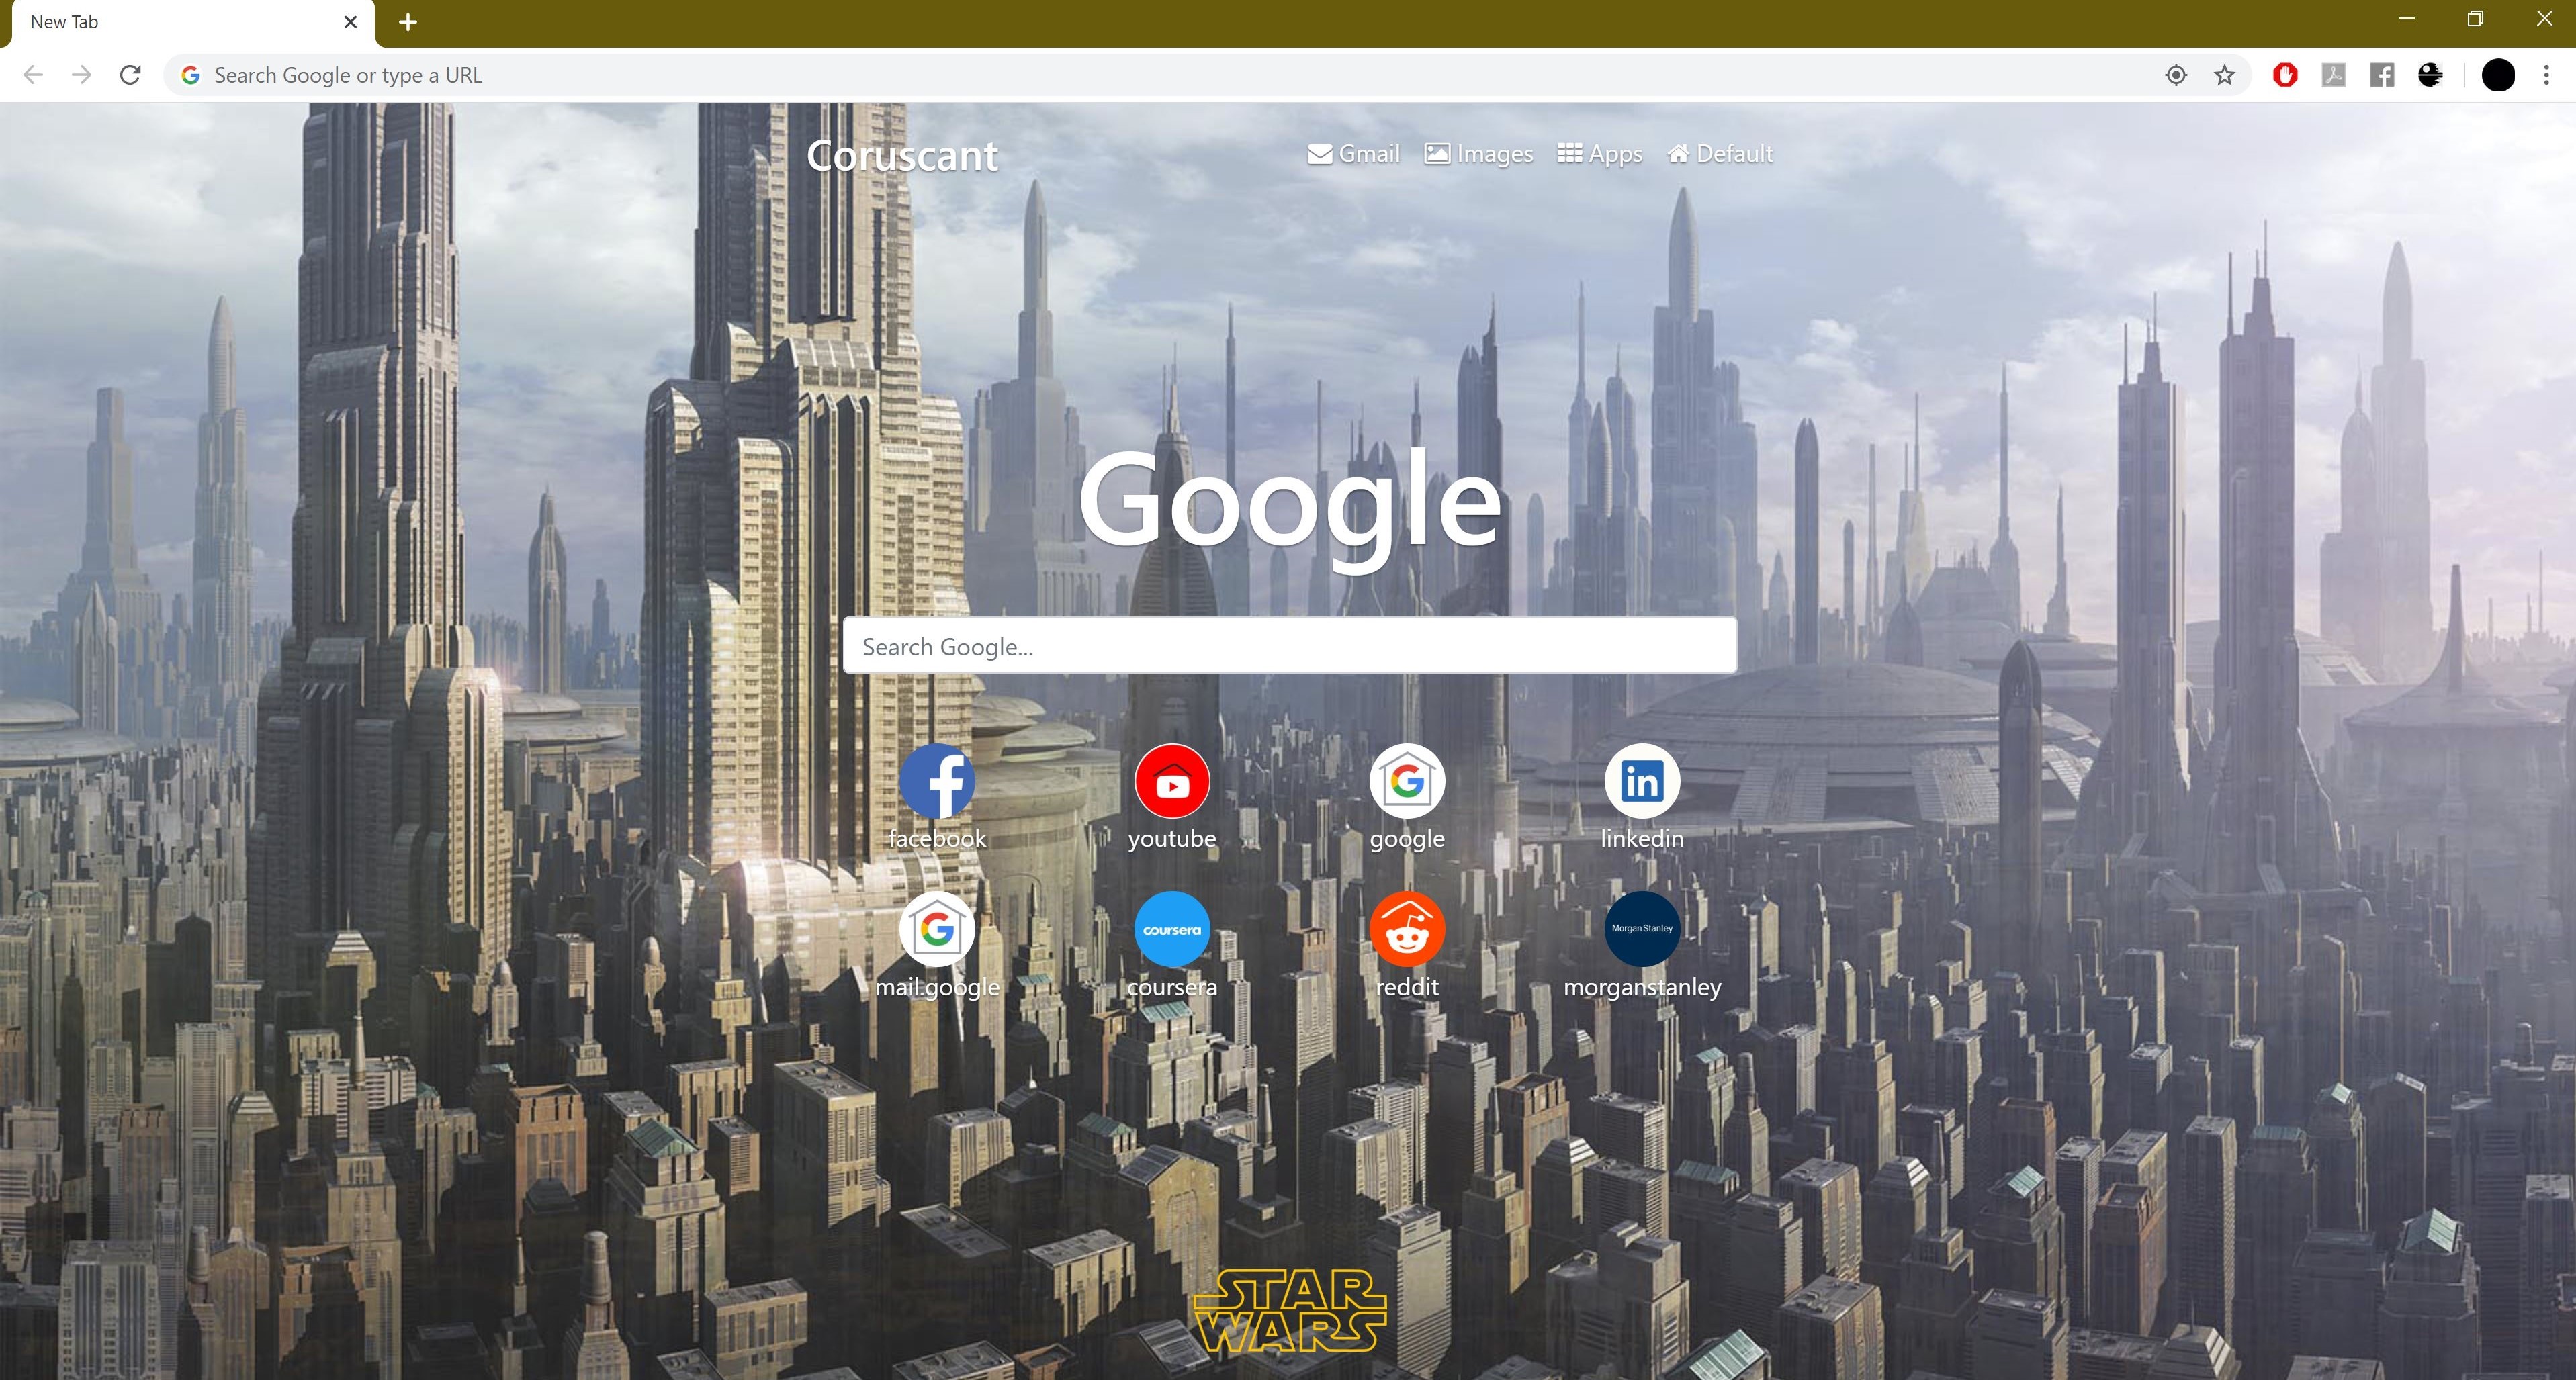 New Tab
Search Google or type a URL
Coruscant
Gmail Images Apps Default
Google
Search Google...
facebook youtube google linkedin
coursera Morgan Stanley
mail.google coursera reddit morganstanley
STAR
WARS